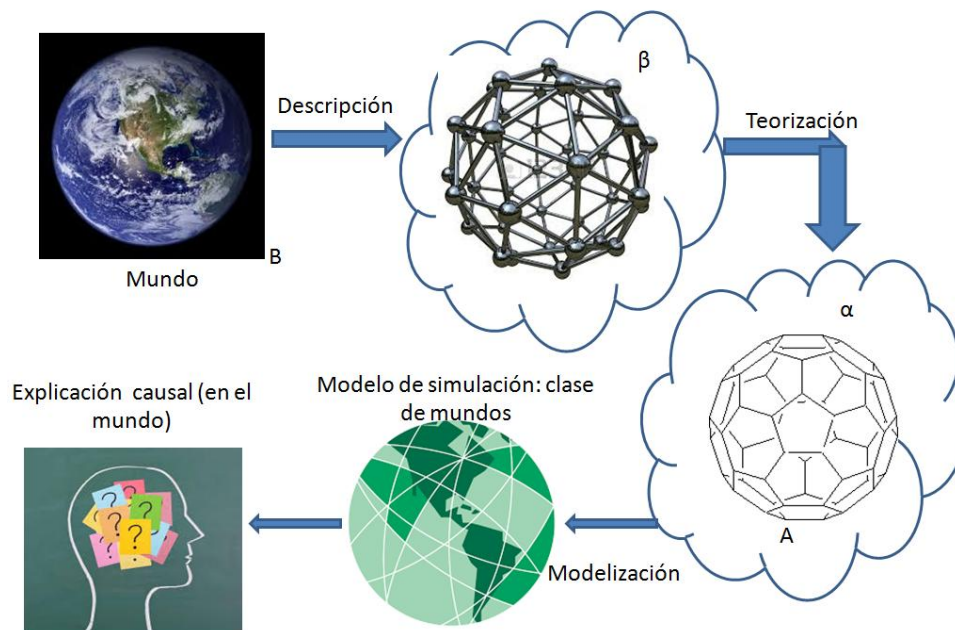 β
Descripción
Teorización
B
Mundo
α
Explicación causal (en el
mundo)
Modelo de simulación: clase
de mundos
A
Modelización
? ? ? ? ? ? ?